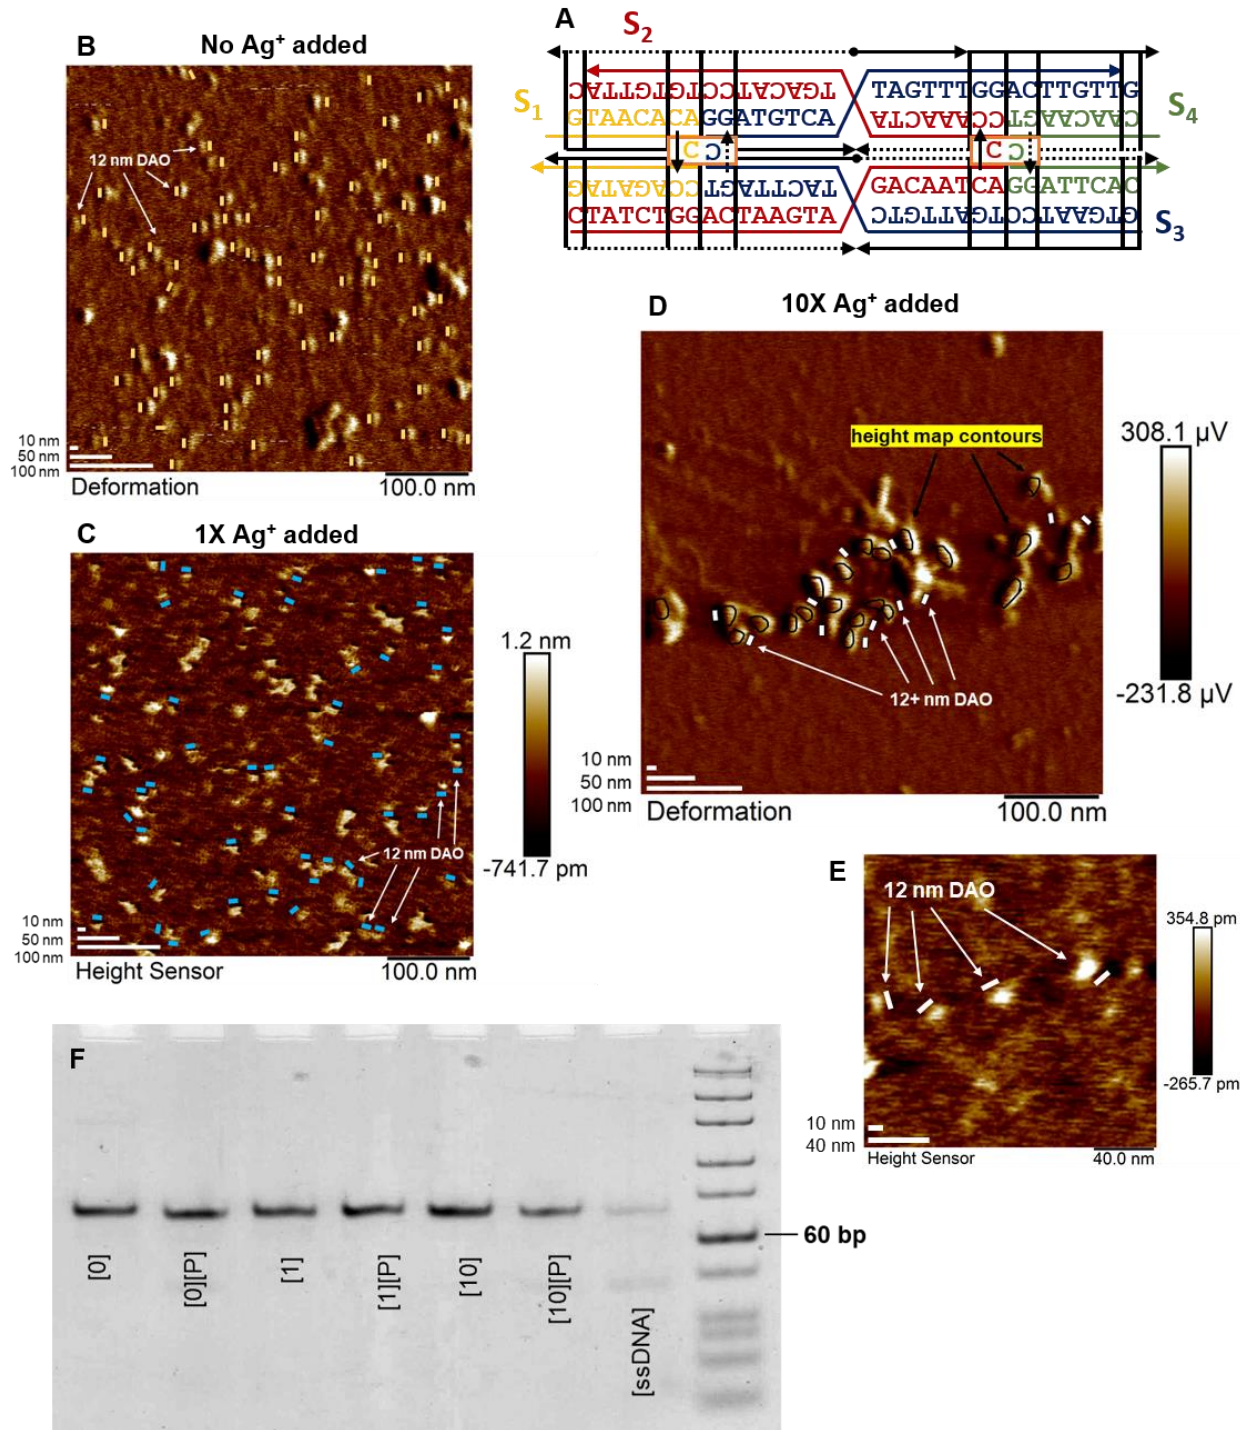 A
S₂
CATTGTGTCCTACAGT TAGTTTGGACTTGTTG
S₁
GTAACACAGGATGTCA ATCAAACCTGAACAAC
S₄
C C C C
GATAGACCTGATTCAT GACAATCAGGATTCAC
CTATCTGGACTAAGTA CTGTTAGTCCTAAGTG
S₃
B
No Ag⁺ added
12 nm DAO
10 nm
50 nm
100 nm
Deformation
100.0 nm
C
1X Ag⁺ added
12 nm DAO
10 nm
50 nm
100 nm
Height Sensor
100.0 nm
1.2 nm
-741.7 pm
D
10X Ag⁺ added
height map contours
12+ nm DAO
10 nm
50 nm
100 nm
Deformation
100.0 nm
308.1 µV
-231.8 µV
E
12 nm DAO
10 nm
40 nm
Height Sensor
40.0 nm
354.8 pm
-265.7 pm
F
60 bp
[0]
[0][P]
[1]
[1][P]
[10]
[10][P]
[ssDNA]